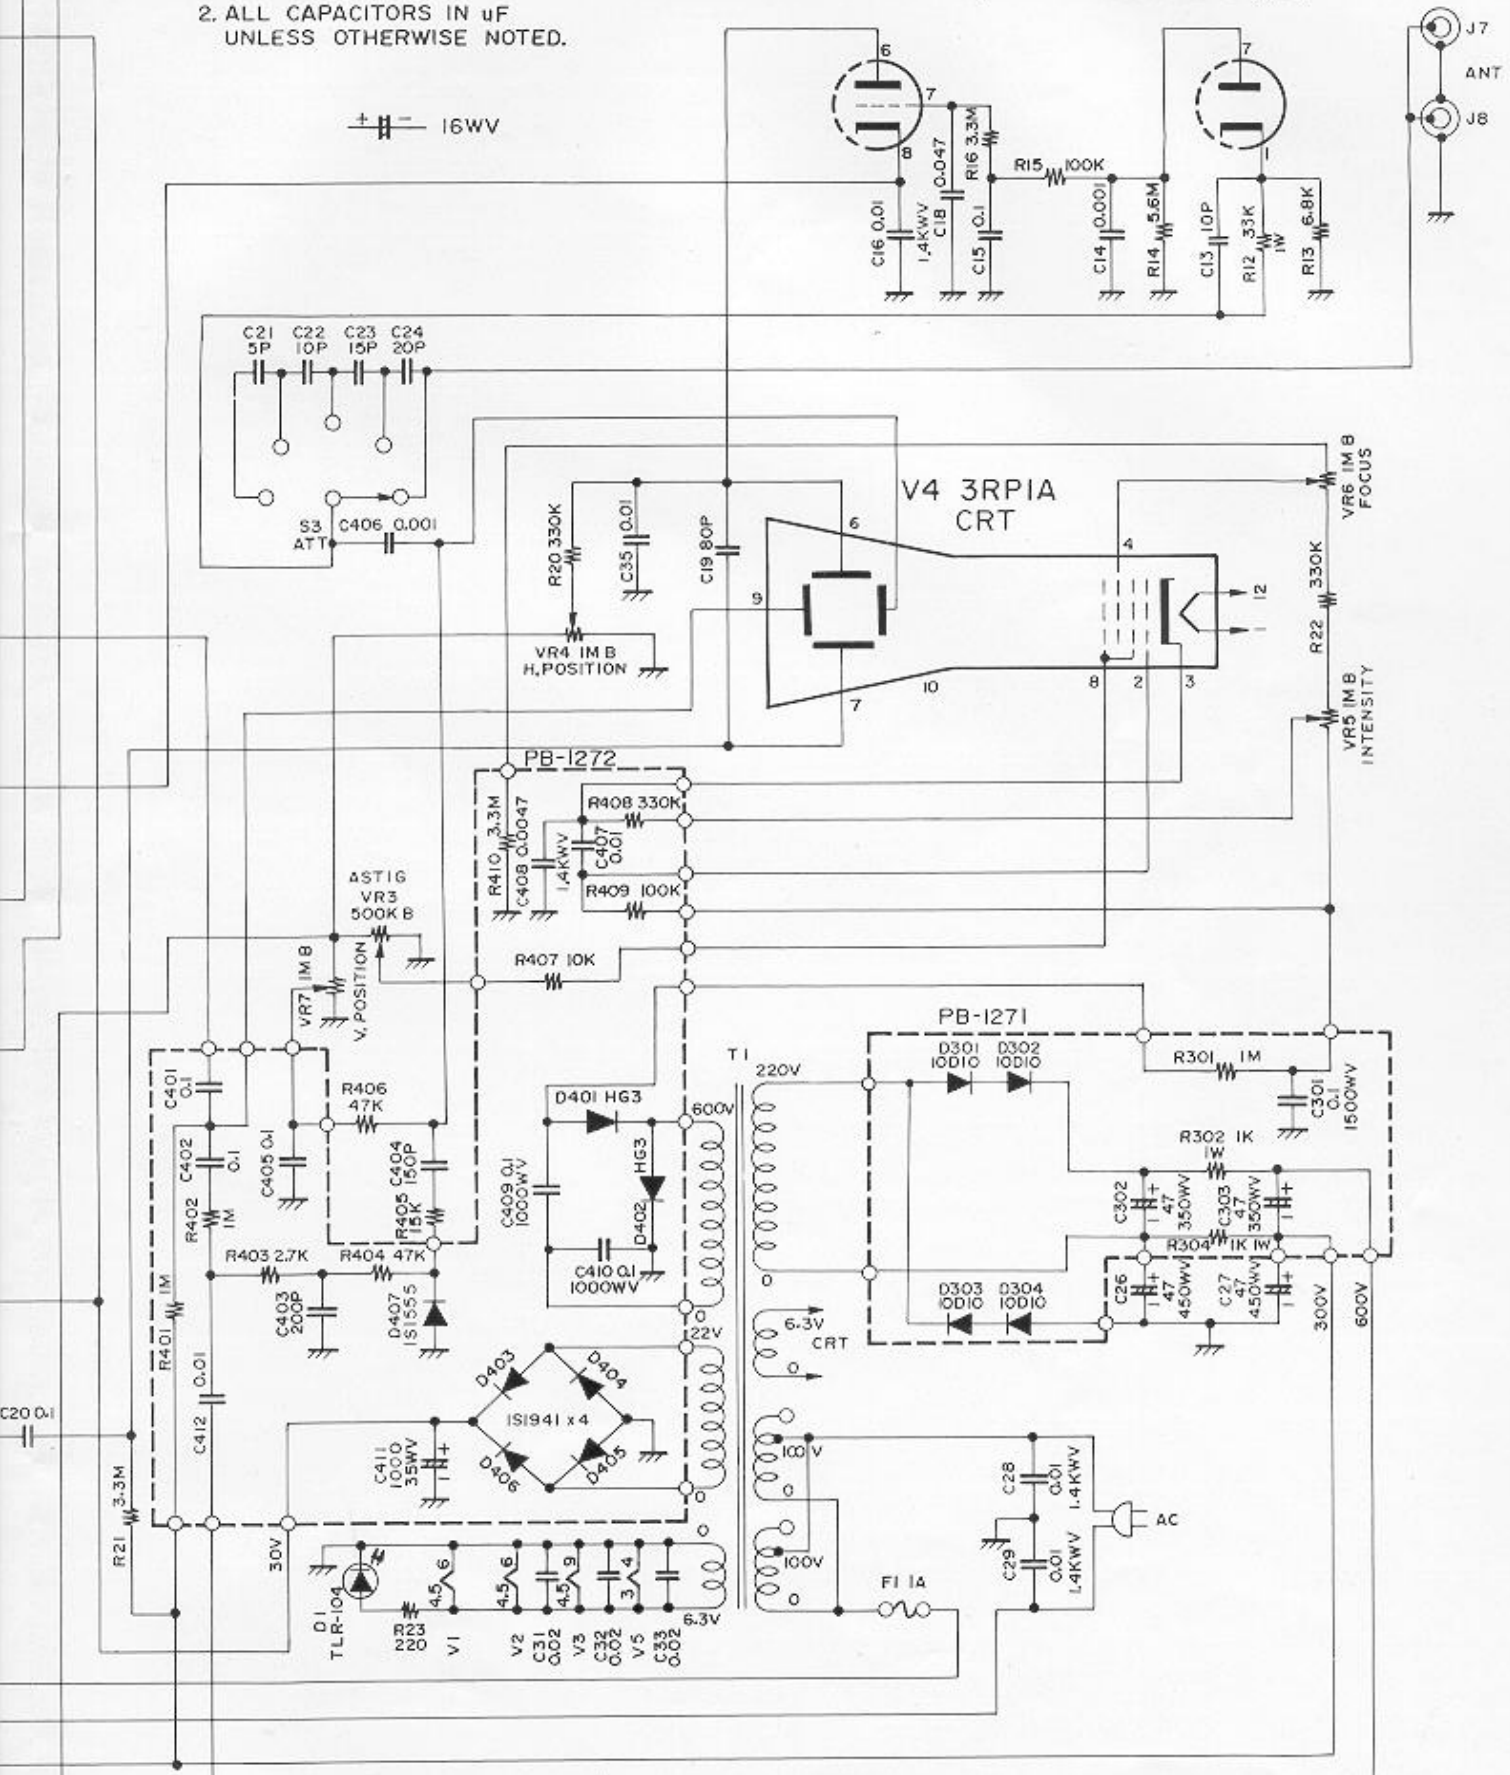 2. ALL CAPACITORS IN uF
UNLESS OTHERWISE NOTED.
+ - 16WV
6
7
8
R16 3.3M
C18 0.047
C16 0.01
1.4KWV
C15 0.1
R15 100K
C14 0.001
R14 5.6M
7
1
C13 10P
R12 33K
1W
R13 6.8K
J7
ANT
J8
C21 C22 C23 C24
5P 10P 15P 20P
S3
ATT
C406 0.001
R20 330K
C35 0.01
C19 80P
VR4 1M B
H.POSITION
V4 3RP1A
CRT
6
9
7
10
4
8
2
3
12
1
VR6 1M B
FOCUS
R22 330K
VR5 1M B
INTENSITY
PB-1272
R410 3.3M
C408 0.0047
1.4KWV
R408 330K
C407
0.01
R409 100K
R407 10K
ASTIG
VR3
500K B
VR7 1M B
V.POSITION
C401
0.1
C402
0.1
R402
1M
C405 0.1
R406
47K
C404
150P
R405
15K
R403 2.7K
R404 47K
C403
200P
D407
1S1555
R401 1M
C412 0.01
C20 0.1
R21 3.3M
D401 HG3
HG3
D402
C409 0.1
1000WV
C410 0.1
1000WV
T1
600V
0
22V
0
0
6.3V
220V
0
6.3V
CRT
0
100V
0
100V
0
PB-1271
D301 D302
10D10 10D10
R301 1M
C301
0.1
1500WV
R302 1K
1W
C302
47
350WV
+
C303
47
350WV
+
R304 1K 1W
C26
47
450WV
+
C27
47
450WV
+
D303 D304
10D10 10D10
300V
600V
D403
D404
1S1941 x 4
D406
D405
C411
1000
35WV
+
30V
D1
TLR-104
R23
220
4.5 6
V1
4.5 6
V2
C31
0.02
4.5 9
V3
C32
0.02
3 4
V5
C33
0.02
F1 1A
C28
0.01
1.4KWV
C29
0.01
1.4KWV
AC